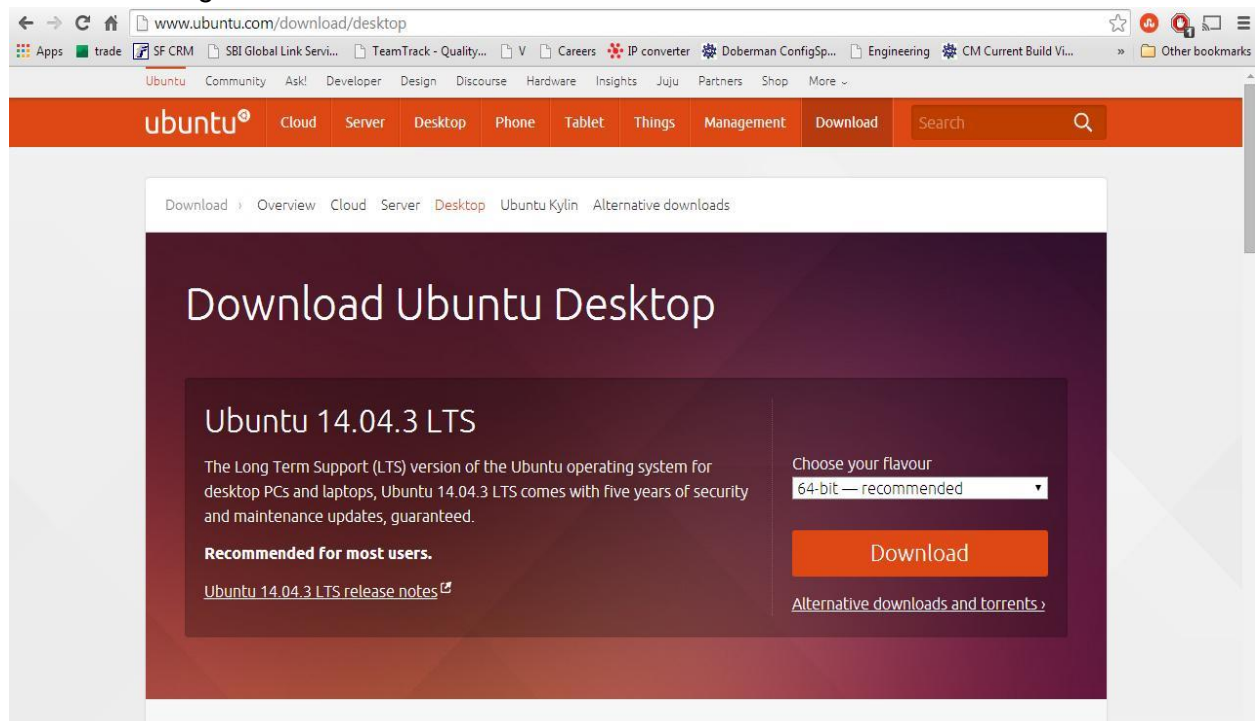 www.ubuntu.com/download/desktop
Apps trade SF CRM SBI Global Link Servi... TeamTrack - Quality... V Careers IP converter Doberman ConfigSp... Engineering CM Current Build Vi... » Other bookmarks
Ubuntu Community Ask! Developer Design Discourse Hardware Insights Juju Partners Shop More
ubuntu Cloud Server Desktop Phone Tablet Things Management Download Search
Download › Overview Cloud Server Desktop Ubuntu Kylin Alternative downloads
Download Ubuntu Desktop
Ubuntu 14.04.3 LTS
The Long Term Support (LTS) version of the Ubuntu operating system for
desktop PCs and laptops, Ubuntu 14.04.3 LTS comes with five years of security
and maintenance updates, guaranteed.
Recommended for most users.
Ubuntu 14.04.3 LTS release notes
Choose your flavour
64-bit — recommended
Download
Alternative downloads and torrents ›